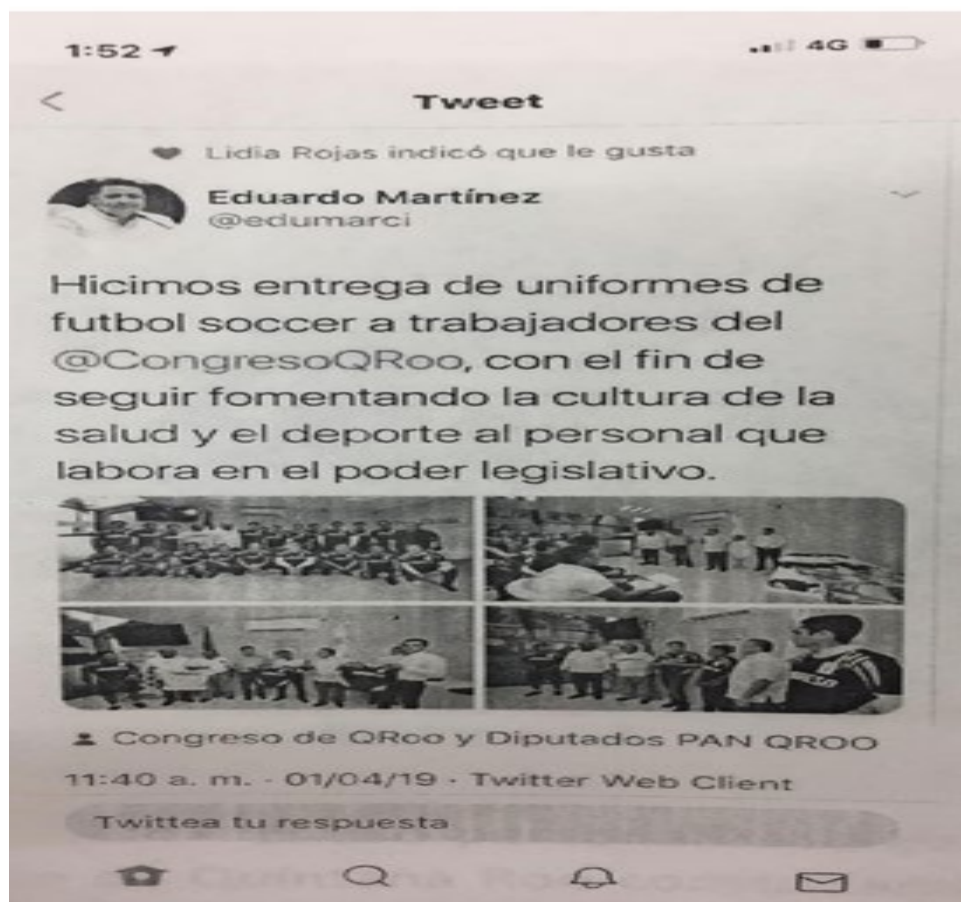 1:52
4G
Tweet
Lidia Rojas indicó que le gusta
Eduardo Martínez
@edumarci
Hicimos entrega de uniformes de
futbol soccer a trabajadores del
@CongresoQRoo, con el fin de
seguir fomentando la cultura de la
salud y el deporte al personal que
labora en el poder legislativo.
Congreso de QRoo y Diputados PAN QROO
11:40 a. m. · 01/04/19 · Twitter Web Client
Twittea tu respuesta